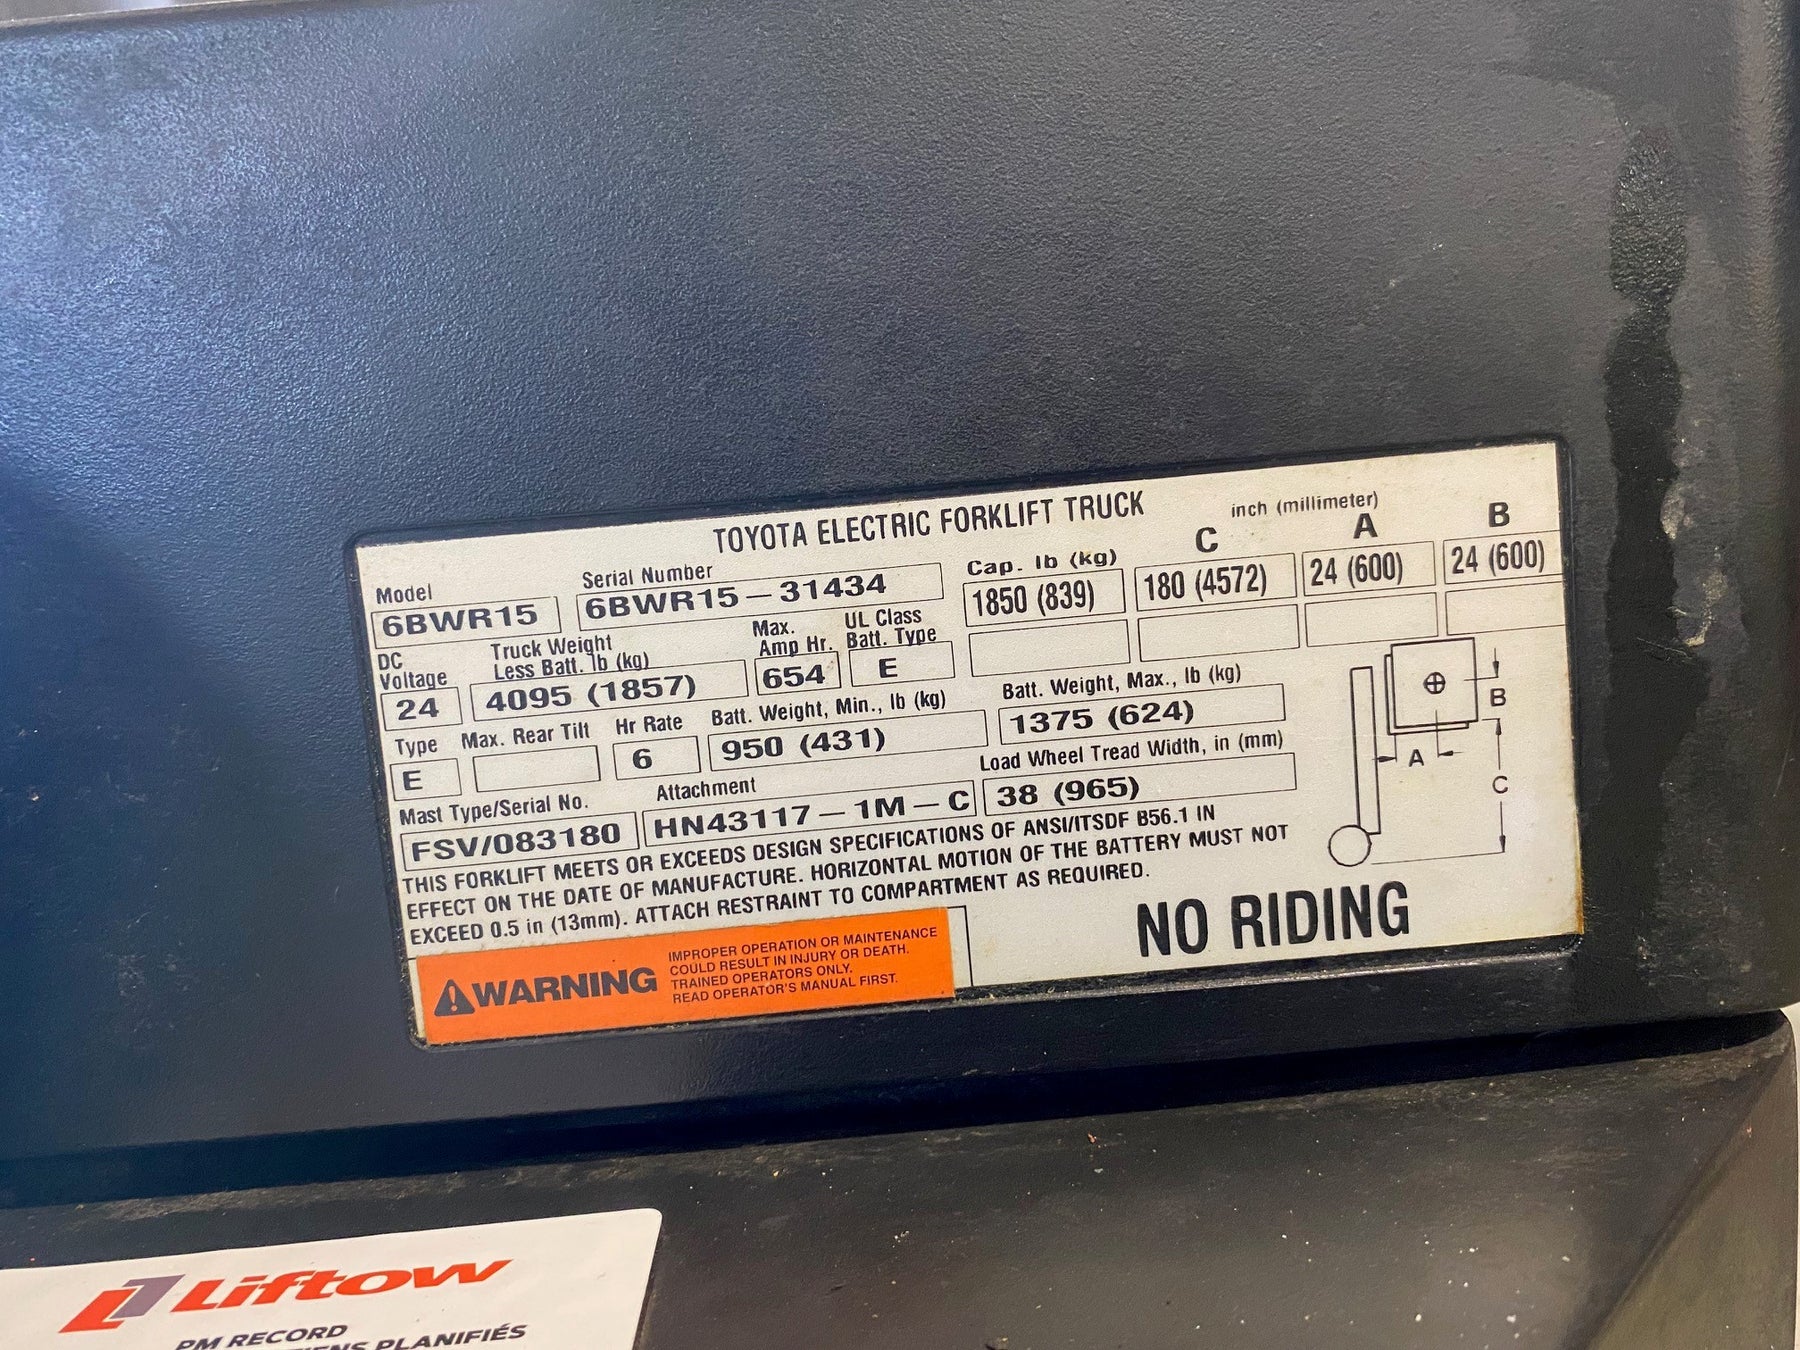 TOYOTA ELECTRIC FORKLIFT TRUCK
inch (millimeter)
Model
Serial Number
Cap. lb (kg)
C
A
B
6BWR15
6BWR15-31434
1850 (839)
180 (4572)
24 (600)
24 (600)
DC Voltage
Truck Weight Less Batt. lb (kg)
Max. Amp Hr.
UL Class Batt. Type
24
4095 (1857)
654
E
Type
Max. Rear Tilt
Hr Rate
Batt. Weight, Min., lb (kg)
Batt. Weight, Max., lb (kg)
E
6
950 (431)
1375 (624)
Mast Type/Serial No.
Attachment
Load Wheel Tread Width, in (mm)
FSV/083180
HN43117-1M-C
38 (965)
B
A
C
THIS FORKLIFT MEETS OR EXCEEDS DESIGN SPECIFICATIONS OF ANSI/ITSDF B56.1 IN
EFFECT ON THE DATE OF MANUFACTURE. HORIZONTAL MOTION OF THE BATTERY MUST NOT
EXCEED 0.5 in (13mm). ATTACH RESTRAINT TO COMPARTMENT AS REQUIRED.
NO RIDING
WARNING
IMPROPER OPERATION OR MAINTENANCE
COULD RESULT IN INJURY OR DEATH.
TRAINED OPERATORS ONLY.
READ OPERATOR'S MANUAL FIRST.
Liftow
PM RECORD
PLANIFIÉS